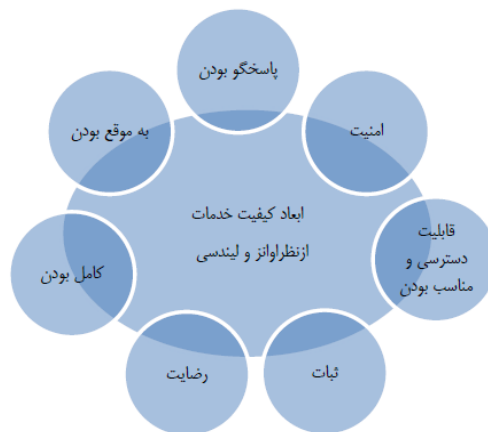 پاسخگو بودن
امنیت
قابلیت
دسترسی و
مناسب بودن
ثبات
رضایت
کامل بودن
به موقع بودن
ابعاد کیفیت خدمات
ازنظراوانز و لیندسی